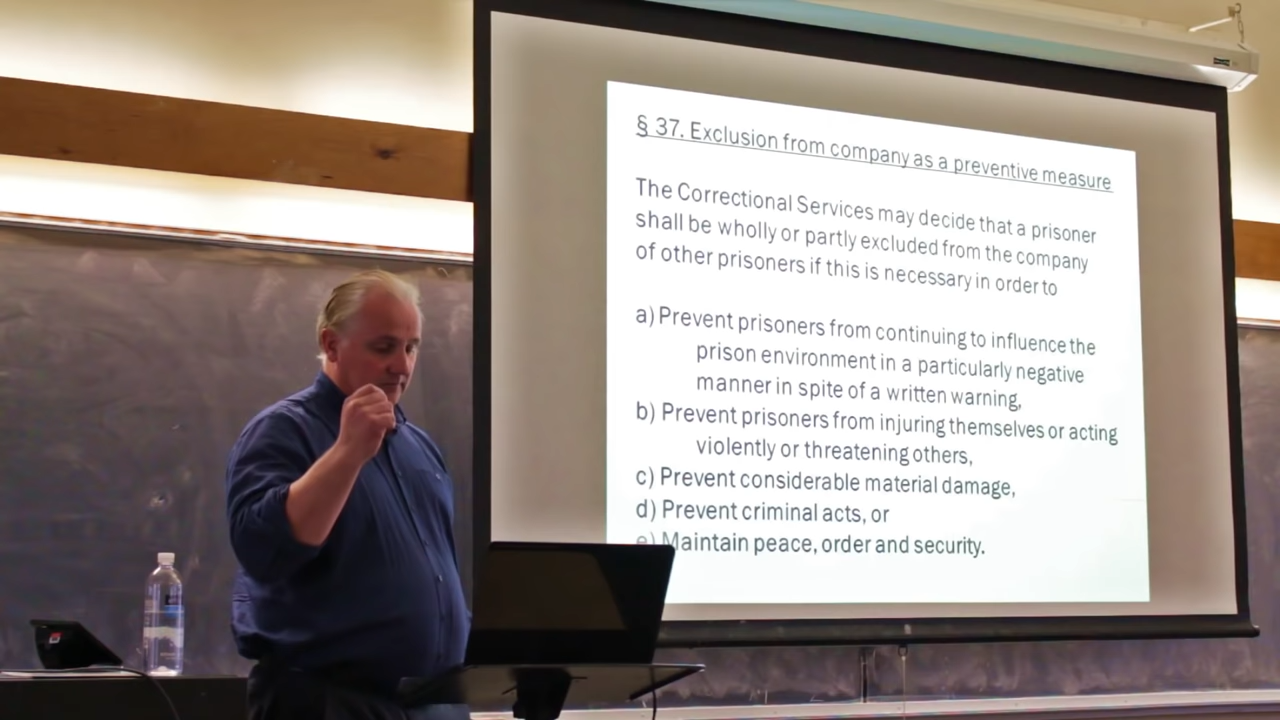 § 37. Exclusion from company as a preventive measure
The Correctional Services may decide that a prisoner
shall be wholly or partly excluded from the company
of other prisoners if this is necessary in order to
a) Prevent prisoners from continuing to influence the
prison environment in a particularly negative
manner in spite of a written warning,
b) Prevent prisoners from injuring themselves or acting
violently or threatening others,
c) Prevent considerable material damage,
d) Prevent criminal acts, or
e) Maintain peace, order and security.